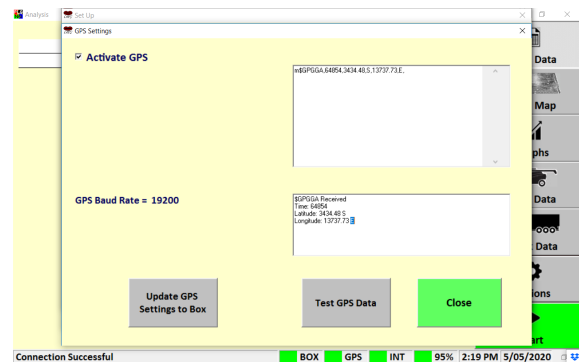 Analysis
Set Up
GPS Settings
Activate GPS
m$GPGGA,64854,3434.48,S,13737.73,E,
GPS Baud Rate = 19200
$GPGGA Received
Time: 64854
Latitude: 3434.48 S
Longitude: 13737.73 E
Update GPS
Settings to Box
Test GPS Data
Close
Data
Map
phs
Data
Data
ions
art
Connection Successful
BOX
GPS
INT
95%
2:19 PM
5/05/2020